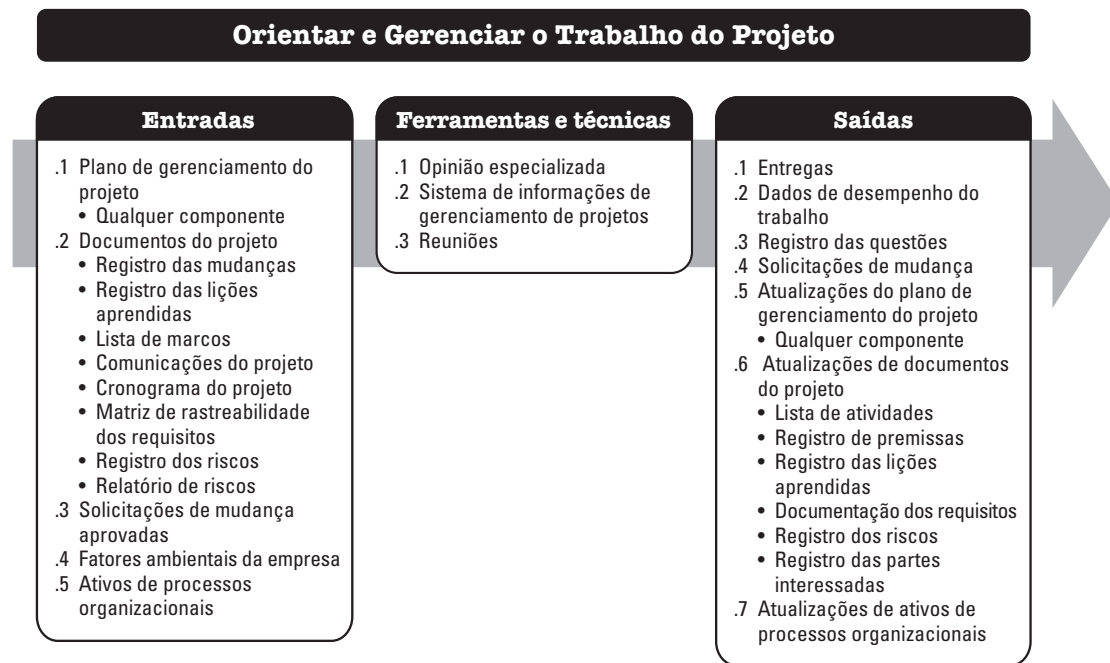 Orientar e Gerenciar o Trabalho do Projeto
Entradas
.1 Plano de gerenciamento do
projeto
• Qualquer componente
.2 Documentos do projeto
• Registro das mudanças
• Registro das lições
aprendidas
• Lista de marcos
• Comunicações do projeto
• Cronograma do projeto
• Matriz de rastreabilidade
dos requisitos
• Registro dos riscos
• Relatório de riscos
.3 Solicitações de mudança
aprovadas
.4 Fatores ambientais da empresa
.5 Ativos de processos
organizacionais
Ferramentas e técnicas
.1 Opinião especializada
.2 Sistema de informações de
gerenciamento de projetos
.3 Reuniões
Saídas
.1 Entregas
.2 Dados de desempenho do
trabalho
.3 Registro das questões
.4 Solicitações de mudança
.5 Atualizações do plano de
gerenciamento do projeto
• Qualquer componente
.6 Atualizações de documentos
do projeto
• Lista de atividades
• Registro de premissas
• Registro das lições
aprendidas
• Documentação dos requisitos
• Registro dos riscos
• Registro das partes
interessadas
.7 Atualizações de ativos de
processos organizacionais